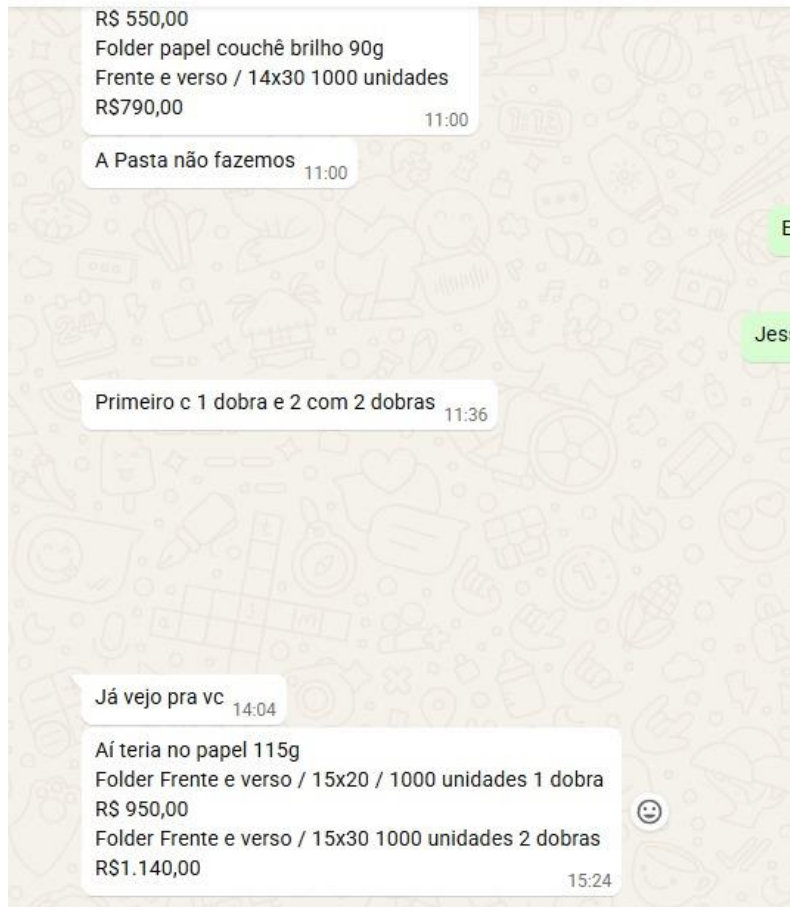 R$ 550,00
Folder papel couchê brilho 90g
Frente e verso / 14x30 1000 unidades
R$790,00
11:00
A Pasta não fazemos 11:00
E
Jess
Primeiro c 1 dobra e 2 com 2 dobras 11:36
Já vejo pra vc 14:04
Aí teria no papel 115g
Folder Frente e verso / 15x20 / 1000 unidades 1 dobra
R$ 950,00
Folder Frente e verso / 15x30 1000 unidades 2 dobras
R$1.140,00
15:24